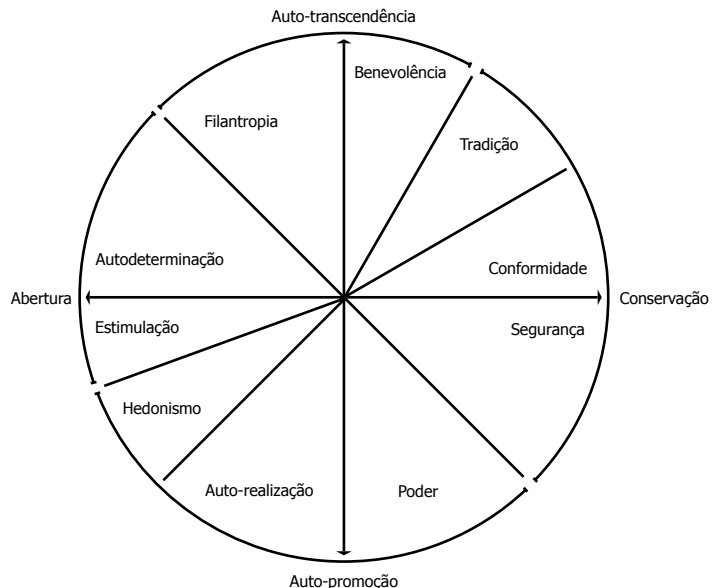 Auto-transcendência
Benevolência
Filantropia
Tradição
Autodeterminação
Conformidade
Abertura
Conservação
Estimulação
Segurança
Hedonismo
Auto-realização
Poder
Auto-promoção